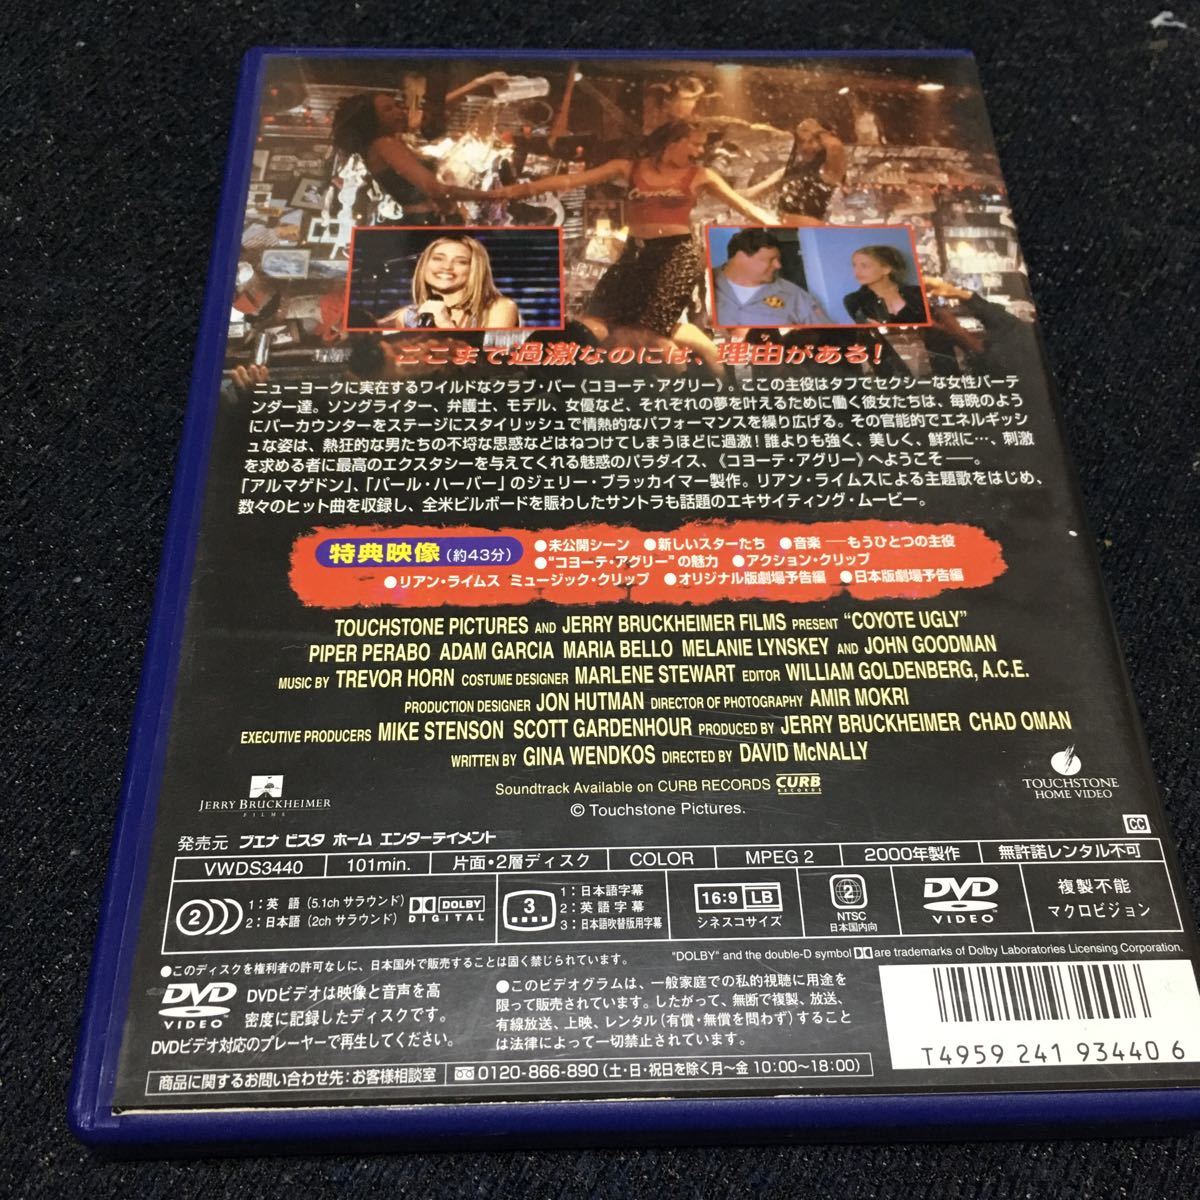 ここまで過激なのには、理由がある!
ワケ
ニューヨークに実在するワイルドなクラブ・バー《コヨーテ・アグリー》。ここの主役はタフでセクシーな女性バーテ
ンダー達。ソングライター、弁護士、モデル、女優など、それぞれの夢を叶えるために働く彼女たちは、毎晩のよう
にバーカウンターをステージにスタイリッシュで情熱的なパフォーマンスを繰り広げる。その官能的でエネルギッシ
ュな姿は、熱狂的な男たちの不埒な思惑などはねつけてしまうほどに過激!誰よりも強く、美しく、鮮烈に…、刺激
を求める者に最高のエクスタシーを与えてくれる魅惑のパラダイス、《コヨーテ・アグリー》へようこそ──。
「アルマゲドン」、「パール・ハーバー」のジェリー・ブラッカイマー製作。リアン・ライムスによる主題歌をはじめ、
数々のヒット曲を収録し、全米ビルボードを賑わしたサントラも話題のエキサイティング・ムービー。
特典映像(約43分) ●未公開シーン ●新しいスターたち ●音楽──もうひとつの主役
●“コヨーテ・アグリー”の魅力 ●アクション・クリップ
●リアン・ライムス ミュージック・クリップ ●オリジナル版劇場予告編 ●日本版劇場予告編
TOUCHSTONE PICTURES AND JERRY BRUCKHEIMER FILMS PRESENT “COYOTE UGLY”
PIPER PERABO ADAM GARCIA MARIA BELLO MELANIE LYNSKEY AND JOHN GOODMAN
MUSIC BY TREVOR HORN COSTUME DESIGNER MARLENE STEWART EDITOR WILLIAM GOLDENBERG, A.C.E.
PRODUCTION DESIGNER JON HUTMAN DIRECTOR OF PHOTOGRAPHY AMIR MOKRI
EXECUTIVE PRODUCERS MIKE STENSON SCOTT GARDENHOUR PRODUCED BY JERRY BRUCKHEIMER CHAD OMAN
WRITTEN BY GINA WENDKOS DIRECTED BY DAVID McNALLY
Soundtrack Available on CURB RECORDS CURB RECORDS
© Touchstone Pictures.
JERRY BRUCKHEIMER
FILMS
TOUCHSTONE
HOME VIDEO
CC
発売元 ブエナ ビスタ ホーム エンターテイメント
VWDS3440 101min. 片面・2層ディスク COLOR MPEG 2 2000年製作 無許諾レンタル不可
2 1:英 語(5.1ch サラウンド) 2:日本語(2ch サラウンド) DOLBY DIGITAL
3 1:日本語字幕 2:英 語 字 幕 3:日本語吹替版用字幕
16:9 LB シネスコサイズ
2 NTSC 日本国内向
DVD VIDEO
複製不能 マクロビジョン
"DOLBY" and the double-D symbol are trademarks of Dolby Laboratories Licensing Corporation.
●このディスクを権利者の許可なしに、日本国外で販売することは固く禁じられています。
DVD VIDEO
DVDビデオは映像と音声を高
密度に記録したディスクです。
DVDビデオ対応のプレーヤーで再生してください。
●このビデオグラムは、一般家庭での私的視聴に用途を
限って販売されています。したがって、無断で複製、放送、
有線放送、上映、レンタル(有償・無償を問わず)すること
は法律によって一切禁止されています。
商品に関するお問い合わせ先:お客様相談室 0120-866-890(土・日・祝日を除く月~金 10:00~18:00)
T4959 241 934406